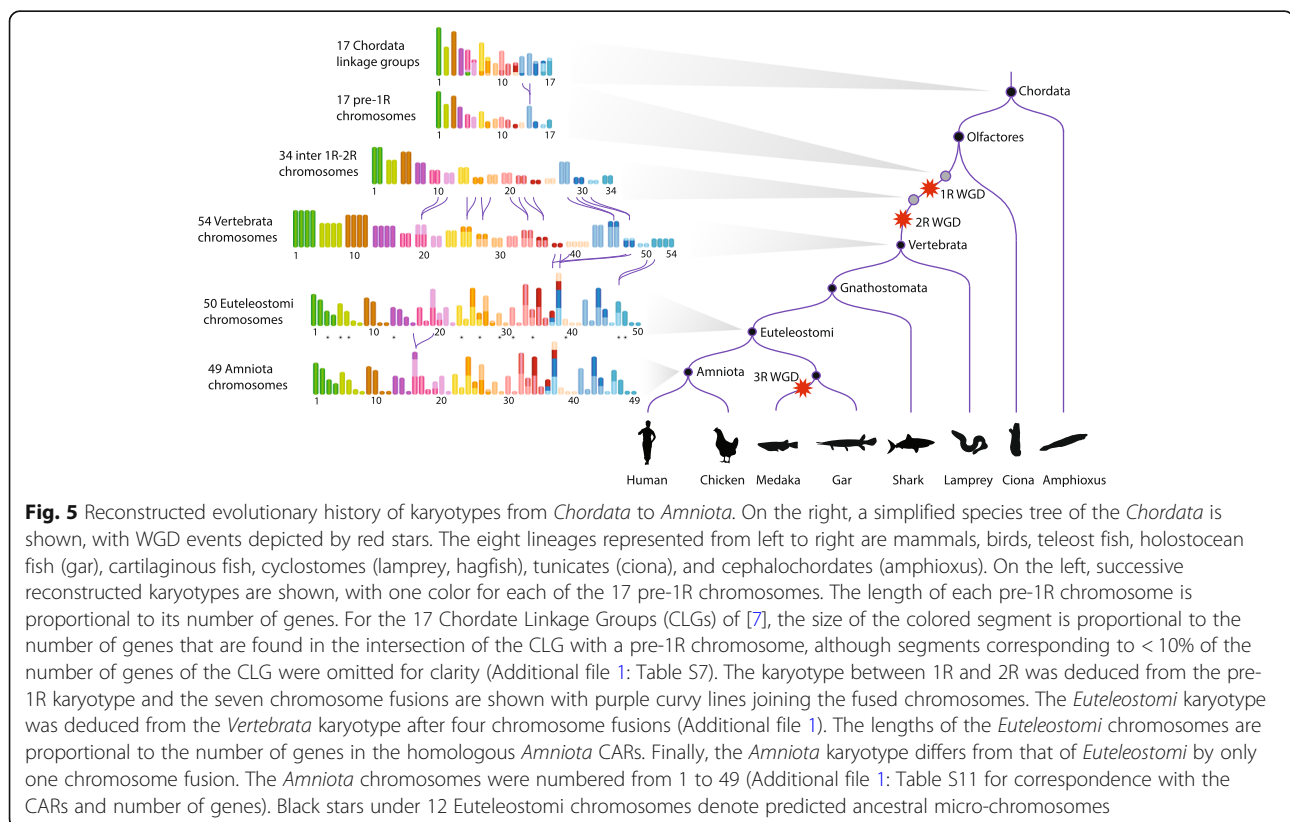 17 Chordata
linkage groups
1 10 17
17 pre-1R
chromosomes
1 10 17
34 inter 1R-2R
chromosomes
1 10 20 30 34
54 Vertebrata
chromosomes
1 10 20 30 40 50 54
50 Euteleostomi
chromosomes
1 10 20 30 40 50
* * * * * * * * * * * *
49 Amniota
chromosomes
1 10 20 30 40 49
Chordata
Olfactores
1R WGD
2R WGD
Vertebrata
Gnathostomata
Euteleostomi
Amniota
3R WGD
Human Chicken Medaka Gar Shark Lamprey Ciona Amphioxus
Fig. 5 Reconstructed evolutionary history of karyotypes from Chordata to Amniota. On the right, a simplified species tree of the Chordata is
shown, with WGD events depicted by red stars. The eight lineages represented from left to right are mammals, birds, teleost fish, holostocean
fish (gar), cartilaginous fish, cyclostomes (lamprey, hagfish), tunicates (ciona), and cephalochordates (amphioxus). On the left, successive
reconstructed karyotypes are shown, with one color for each of the 17 pre-1R chromosomes. The length of each pre-1R chromosome is
proportional to its number of genes. For the 17 Chordate Linkage Groups (CLGs) of [7], the size of the colored segment is proportional to the
number of genes that are found in the intersection of the CLG with a pre-1R chromosome, although segments corresponding to < 10% of the
number of genes of the CLG were omitted for clarity (Additional file 1: Table S7). The karyotype between 1R and 2R was deduced from the pre-
1R karyotype and the seven chromosome fusions are shown with purple curvy lines joining the fused chromosomes. The Euteleostomi karyotype
was deduced from the Vertebrata karyotype after four chromosome fusions (Additional file 1). The lengths of the Euteleostomi chromosomes are
proportional to the number of genes in the homologous Amniota CARs. Finally, the Amniota karyotype differs from that of Euteleostomi by only
one chromosome fusion. The Amniota chromosomes were numbered from 1 to 49 (Additional file 1: Table S11 for correspondence with the
CARs and number of genes). Black stars under 12 Euteleostomi chromosomes denote predicted ancestral micro-chromosomes